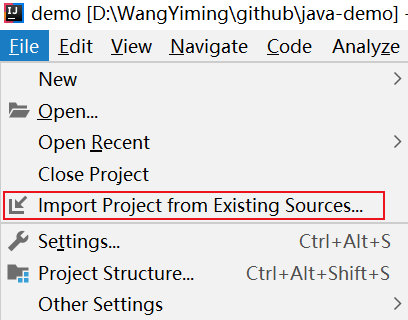 IJ demo [D:\WangYiming\github\java-demo] -
File Edit View Navigate Code Analyze
New
Open...
Open Recent
Close Project
Import Project from Existing Sources...
Settings... Ctrl+Alt+S
Project Structure... Ctrl+Alt+Shift+S
Other Settings